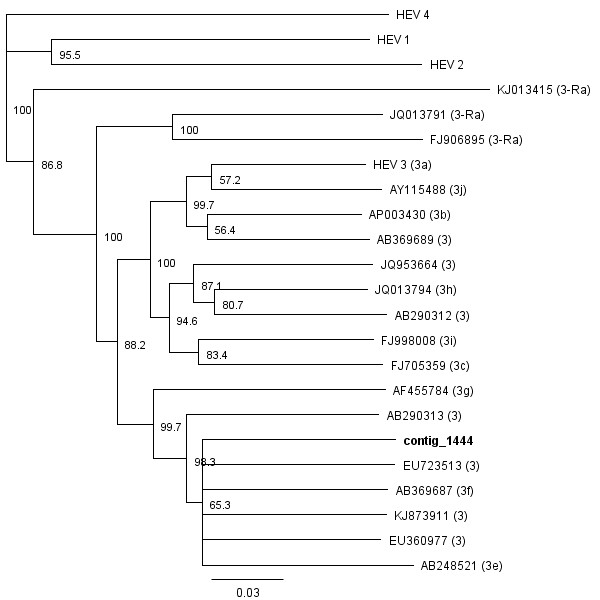 HEV 4
HEV 1
95.5
HEV 2
KJ013415 (3-Ra)
100
JQ013791 (3-Ra)
100
FJ906895 (3-Ra)
86.8
HEV 3 (3a)
57.2
AY115488 (3j)
99.7
AP003430 (3b)
56.4
AB369689 (3)
100
100
JQ953664 (3)
87.1
JQ013794 (3h)
80.7
AB290312 (3)
94.6
FJ998008 (3i)
88.2
83.4
FJ705359 (3c)
AF455784 (3g)
AB290313 (3)
99.7
contig_1444
98.3
EU723513 (3)
AB369687 (3f)
65.3
KJ873911 (3)
EU360977 (3)
AB248521 (3e)
0.03